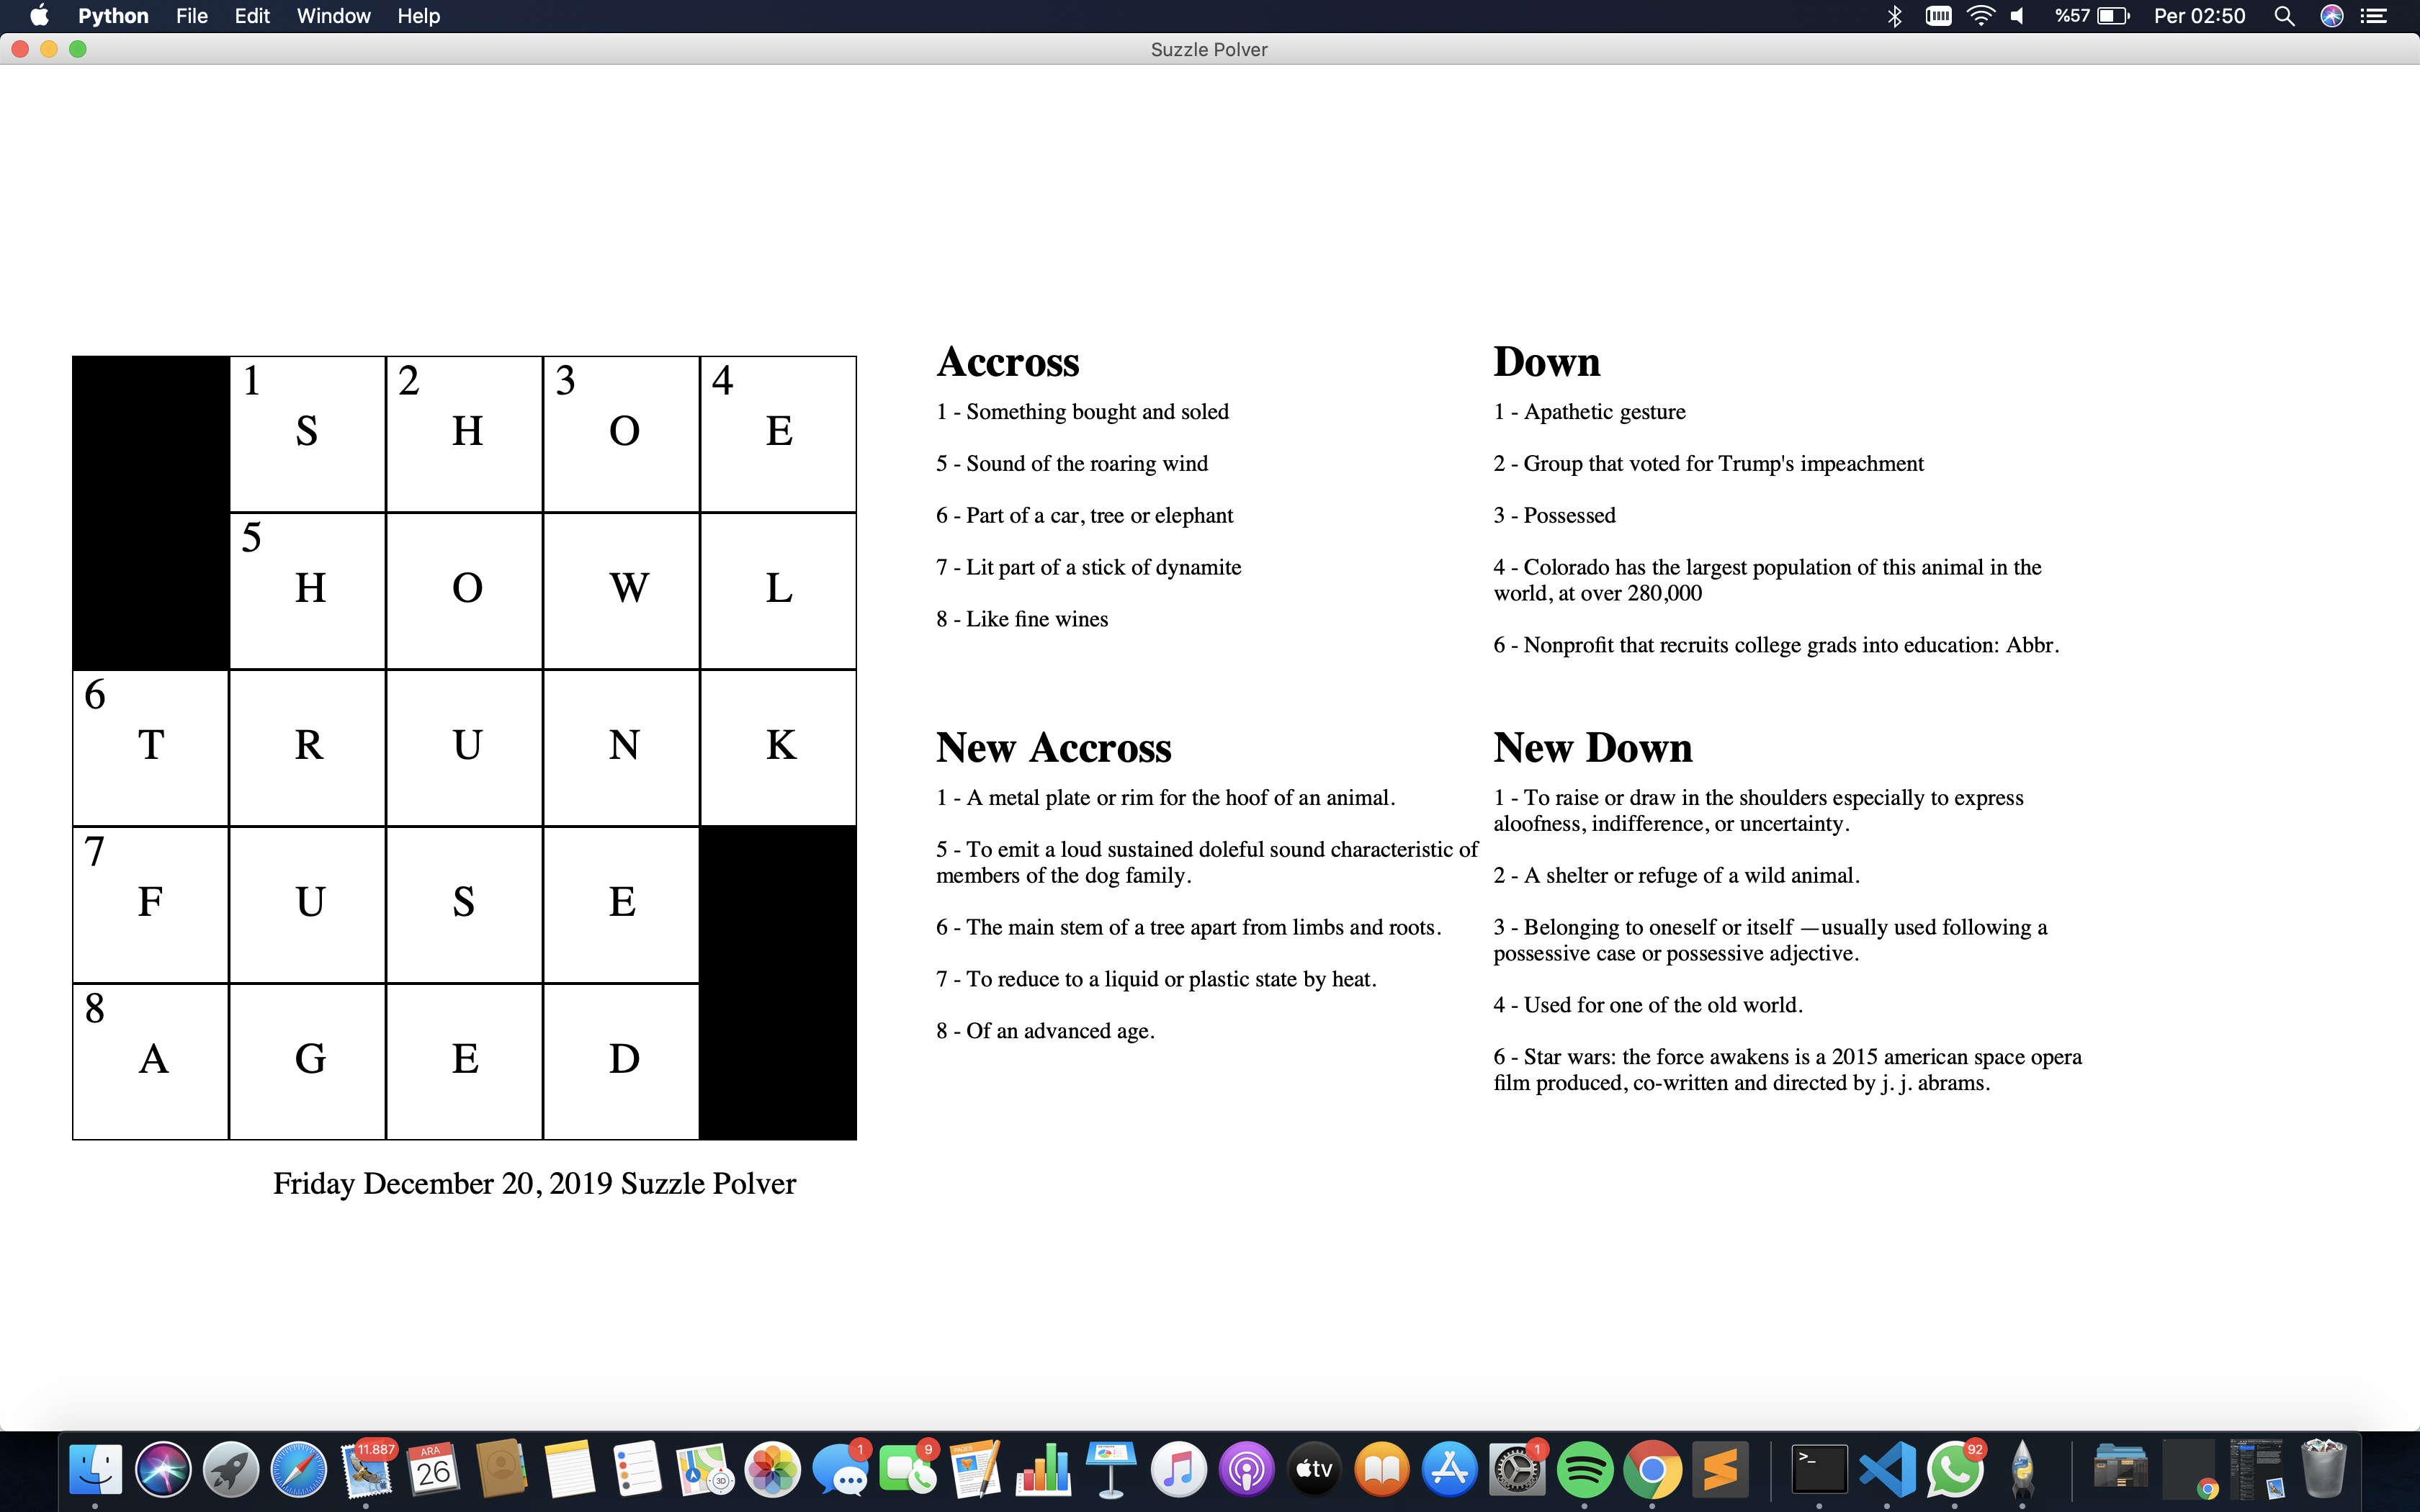 Python File Edit Window Help %57 Per 02:50
Suzzle Polver
1 2 3 4
S H O E
5
H O W L
6
T R U N K
7
F U S E
8
A G E D
Friday December 20, 2019 Suzzle Polver
Accross
1 - Something bought and soled
5 - Sound of the roaring wind
6 - Part of a car, tree or elephant
7 - Lit part of a stick of dynamite
8 - Like fine wines
Down
1 - Apathetic gesture
2 - Group that voted for Trump's impeachment
3 - Possessed
4 - Colorado has the largest population of this animal in the
world, at over 280,000
6 - Nonprofit that recruits college grads into education: Abbr.
New Accross
1 - A metal plate or rim for the hoof of an animal.
5 - To emit a loud sustained doleful sound characteristic of
members of the dog family.
6 - The main stem of a tree apart from limbs and roots.
7 - To reduce to a liquid or plastic state by heat.
8 - Of an advanced age.
New Down
1 - To raise or draw in the shoulders especially to express
aloofness, indifference, or uncertainty.
2 - A shelter or refuge of a wild animal.
3 - Belonging to oneself or itself —usually used following a
possessive case or possessive adjective.
4 - Used for one of the old world.
6 - Star wars: the force awakens is a 2015 american space opera
film produced, co-written and directed by j. j. abrams.
11.887 ARA 26 3D 1 9 PAGES tv 1 >_ 92